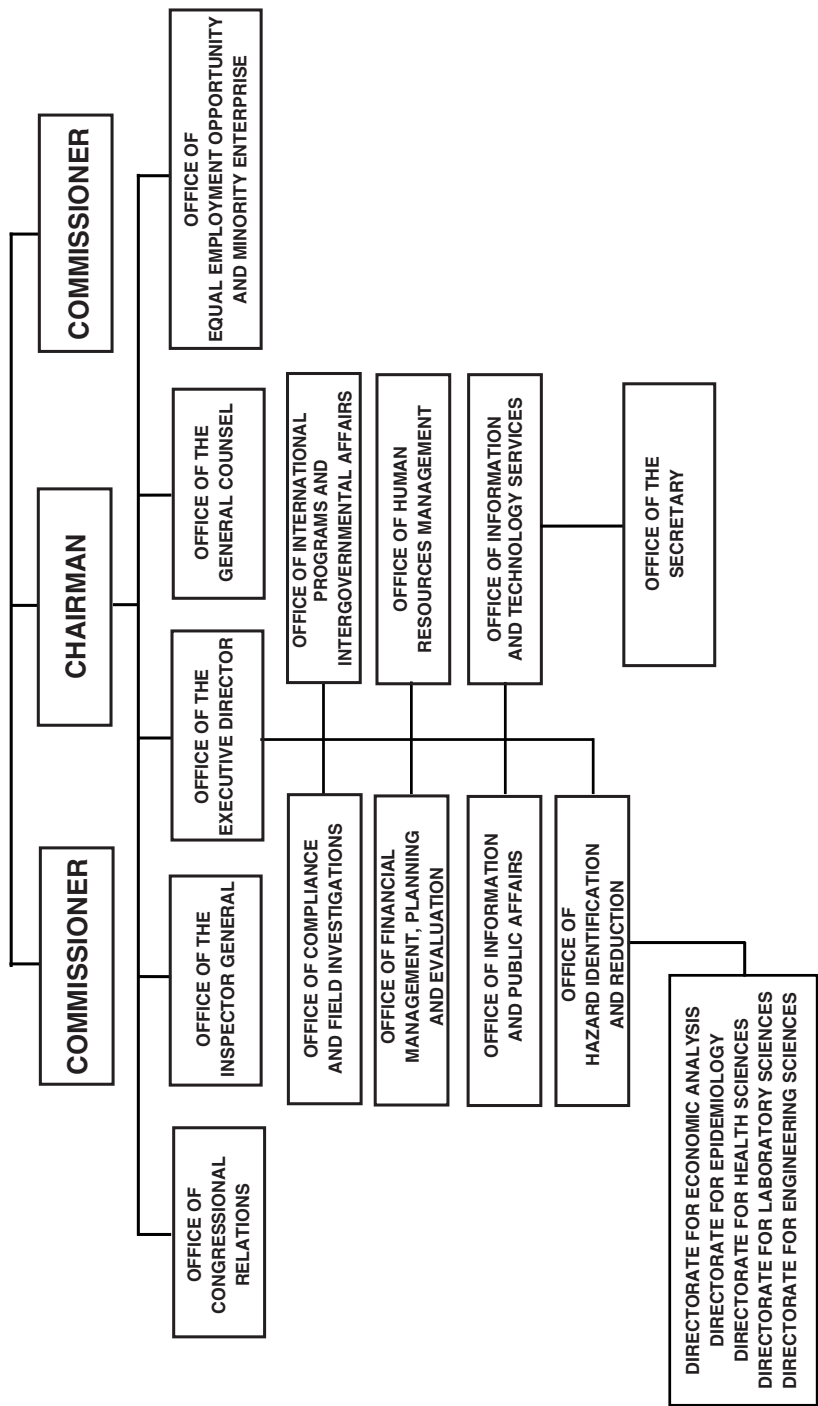 COMMISSIONER
CHAIRMAN
COMMISSIONER
OFFICE OF
CONGRESSIONAL
RELATIONS
OFFICE OF THE
INSPECTOR GENERAL
OFFICE OF THE
EXECUTIVE DIRECTOR
OFFICE OF THE
GENERAL COUNSEL
OFFICE OF
EQUAL EMPLOYMENT OPPORTUNITY
AND MINORITY ENTERPRISE
OFFICE OF COMPLIANCE
AND FIELD INVESTIGATIONS
OFFICE OF INTERNATIONAL
PROGRAMS AND
INTERGOVERNMENTAL AFFAIRS
OFFICE OF FINANCIAL
MANAGEMENT, PLANNING
AND EVALUATION
OFFICE OF HUMAN
RESOURCES MANAGEMENT
OFFICE OF INFORMATION
AND PUBLIC AFFAIRS
OFFICE OF INFORMATION
AND TECHNOLOGY SERVICES
OFFICE OF
HAZARD IDENTIFICATION
AND REDUCTION
OFFICE OF THE
SECRETARY
DIRECTORATE FOR ECONOMIC ANALYSIS
DIRECTORATE FOR EPIDEMIOLOGY
DIRECTORATE FOR HEALTH SCIENCES
DIRECTORATE FOR LABORATORY SCIENCES
DIRECTORATE FOR ENGINEERING SCIENCES